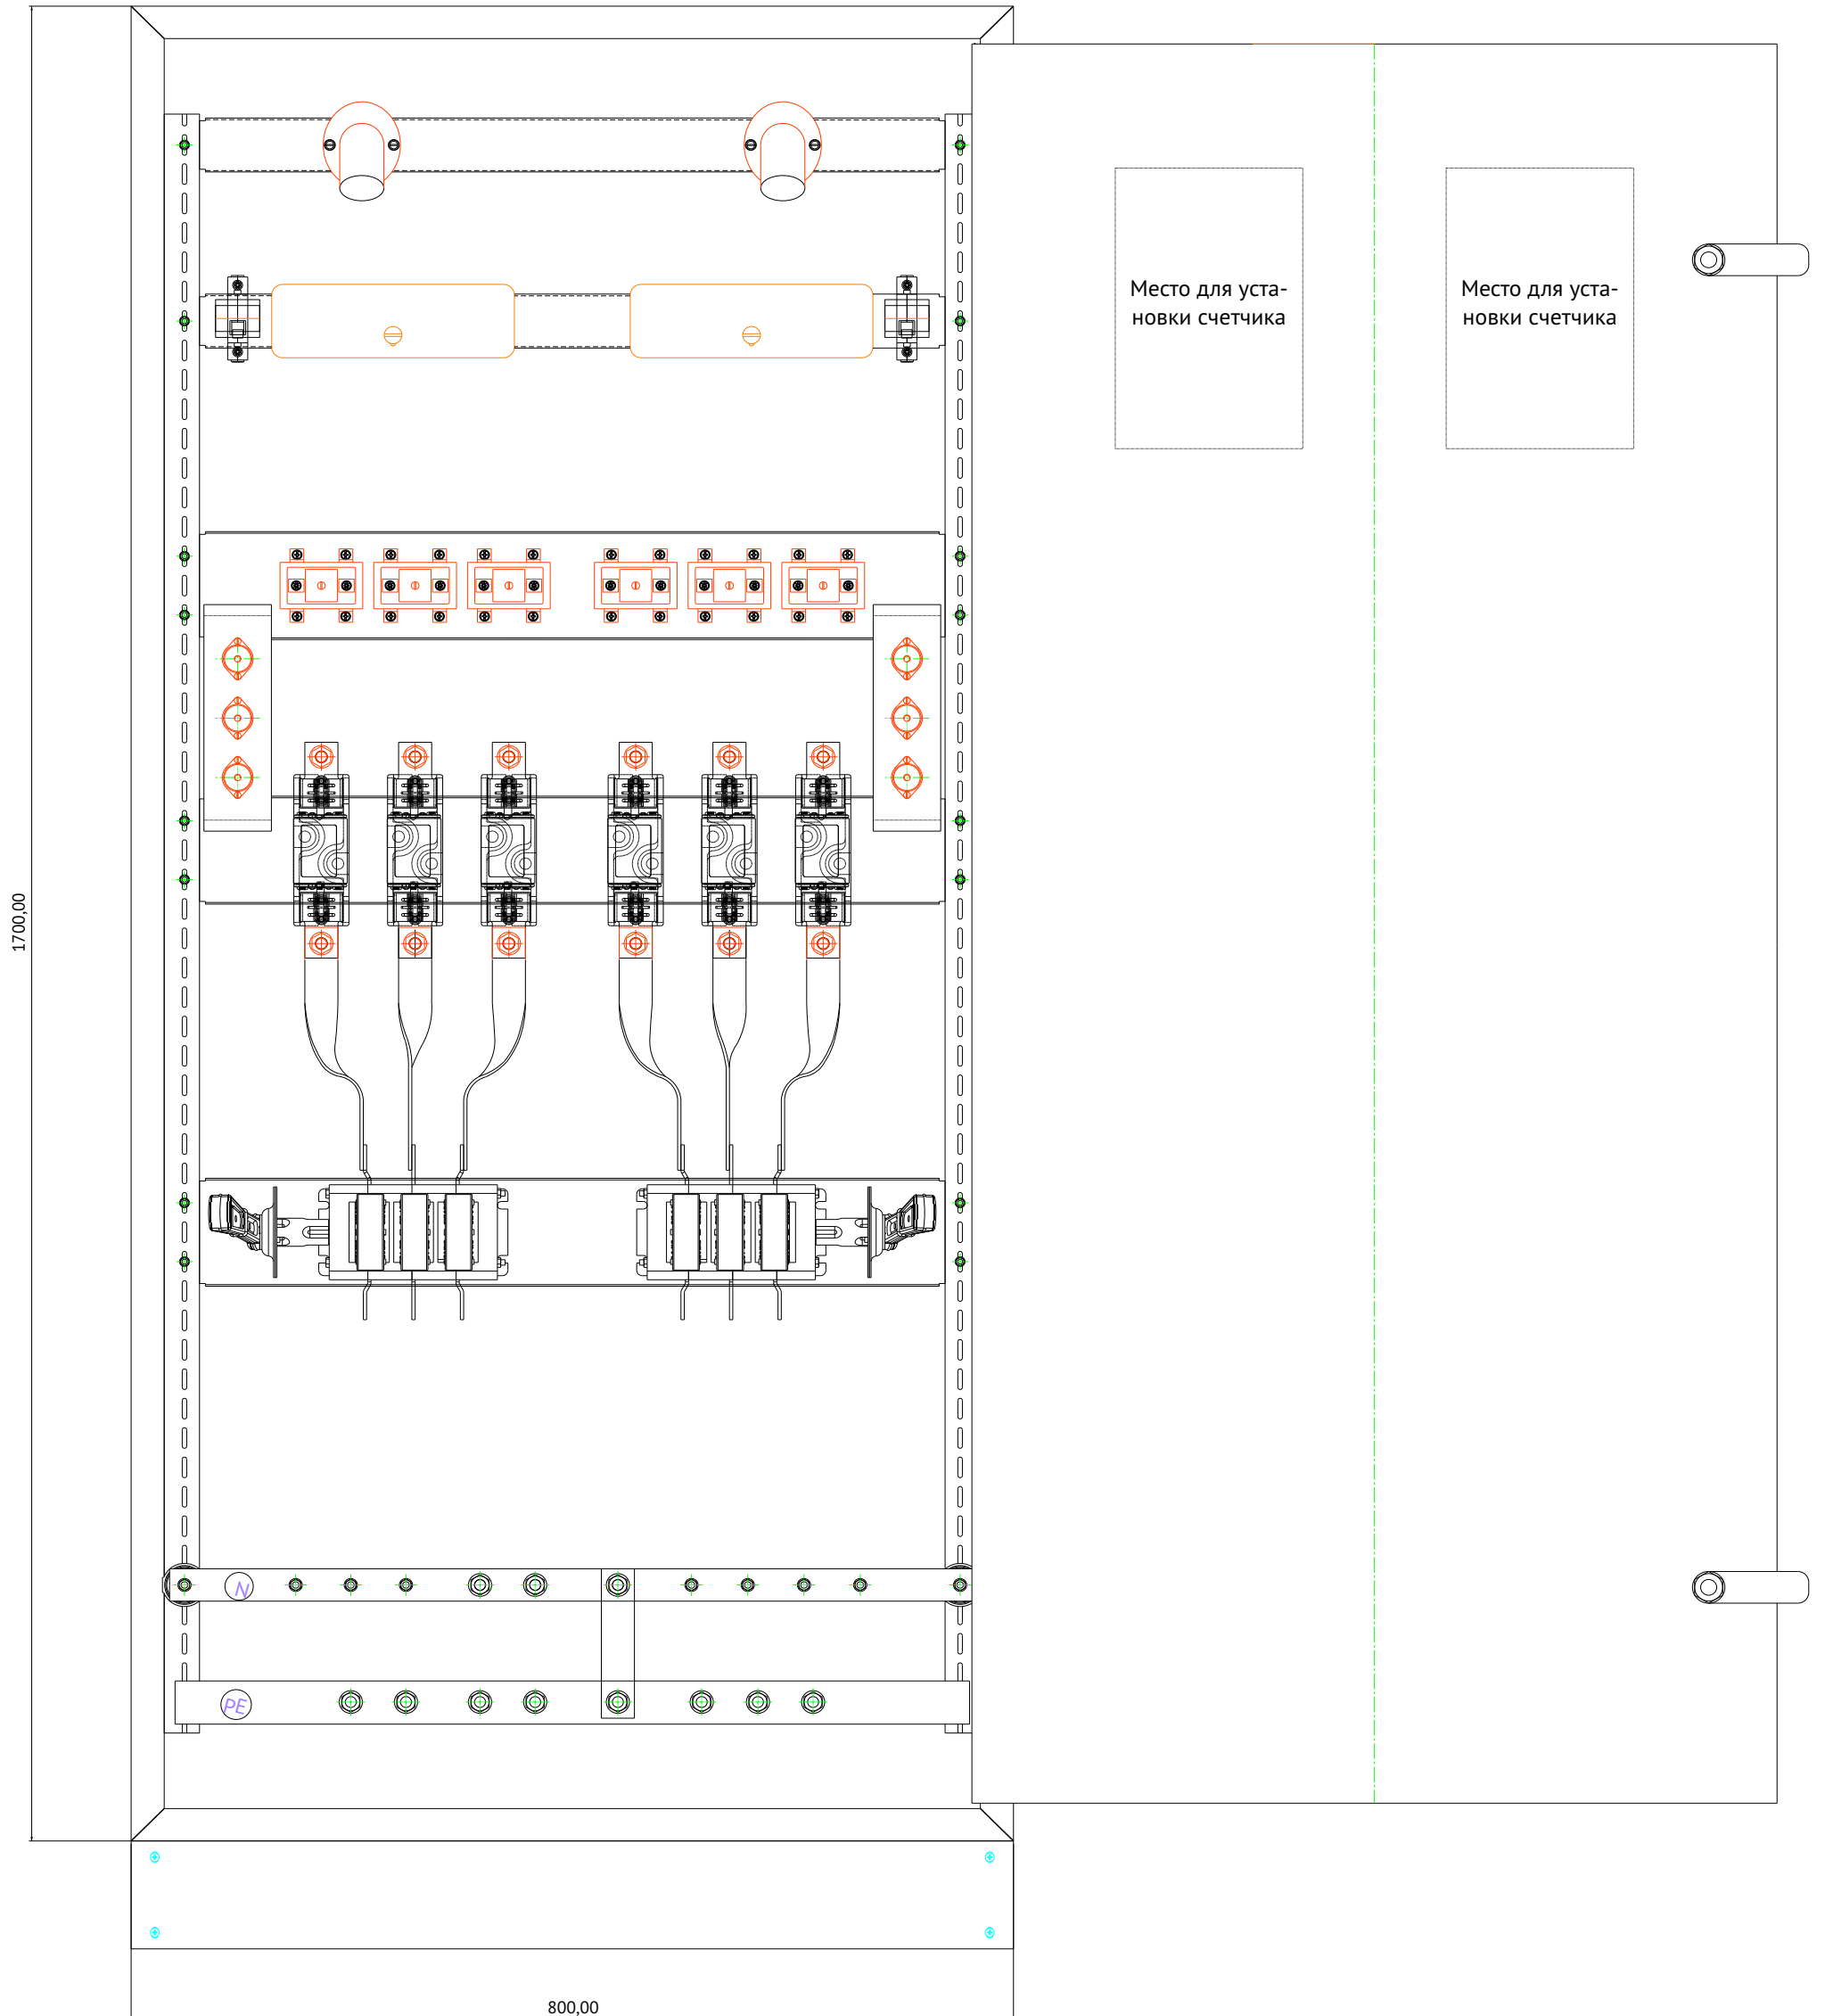 Место для уста-
новки счетчика
Место для уста-
новки счетчика
1700,00
N
PE
800,00